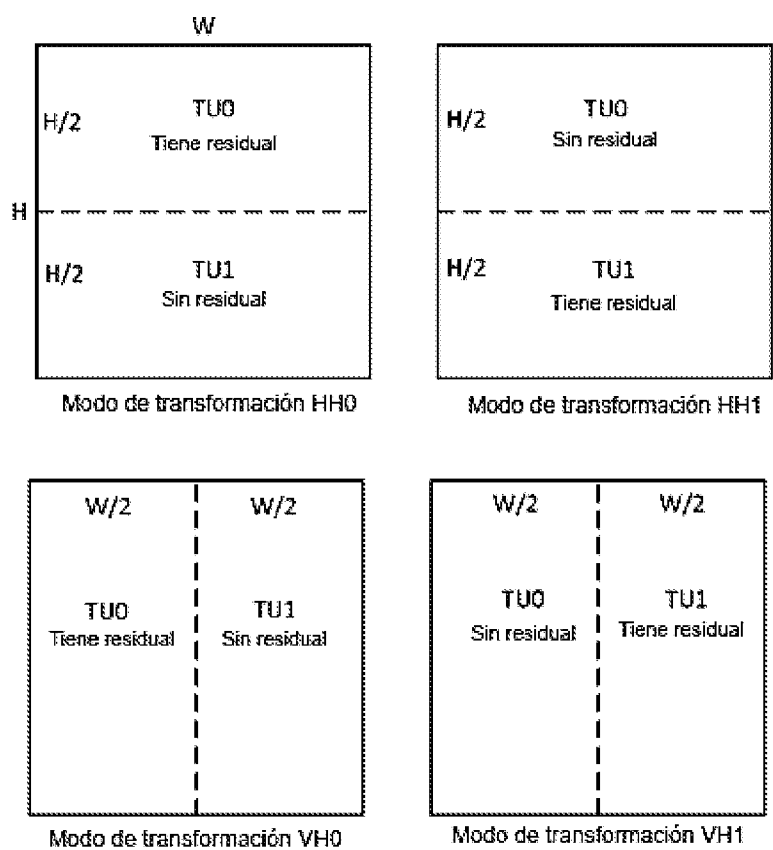 W
H
H/2
TU0
Tiene residual
H/2
TU1
Sin residual
Modo de transformación HH0
H/2
TU0
Sin residual
H/2
TU1
Tiene residual
Modo de transformación HH1
W/2
W/2
TU0
Tiene residual
TU1
Sin residual
Modo de transformación VH0
W/2
W/2
TU0
Sin residual
TU1
Tiene residual
Modo de transformación VH1